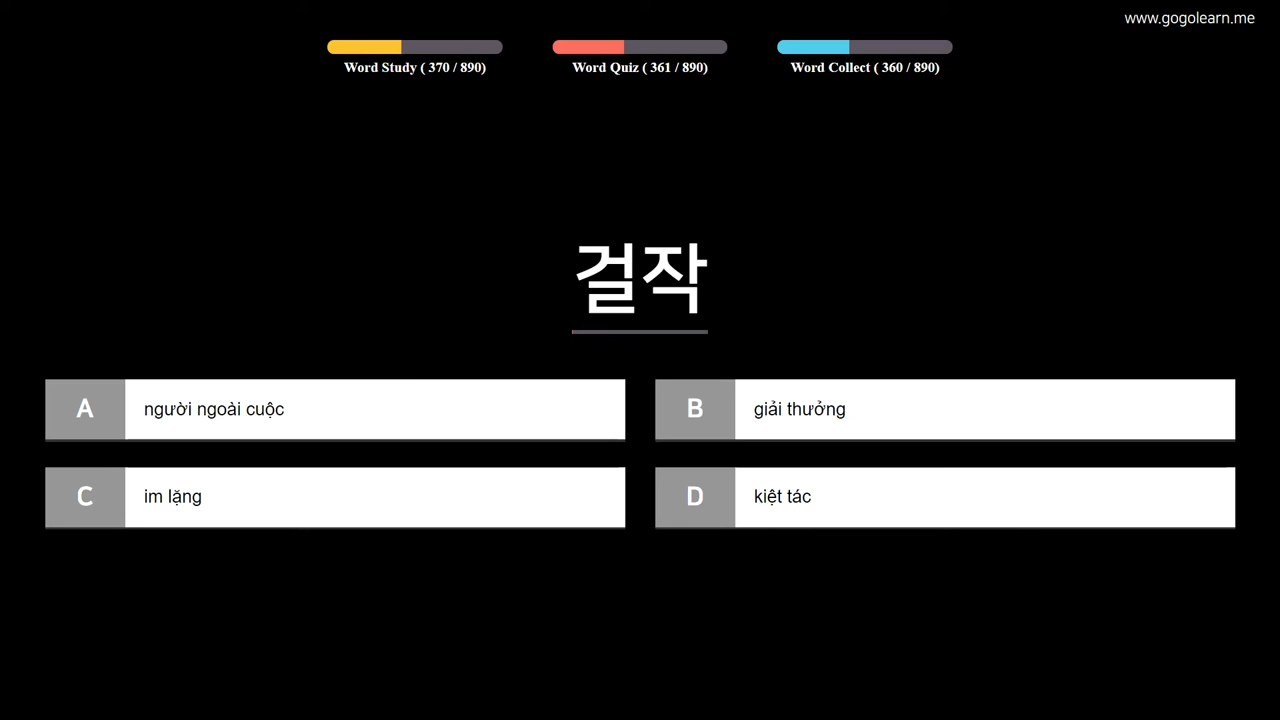 www.gogolearn.me
Word Study ( 370 / 890)
Word Quiz ( 361 / 890)
Word Collect ( 360 / 890)
걸작
A người ngoài cuộc
B giải thưởng
C im lặng
D kiệt tác